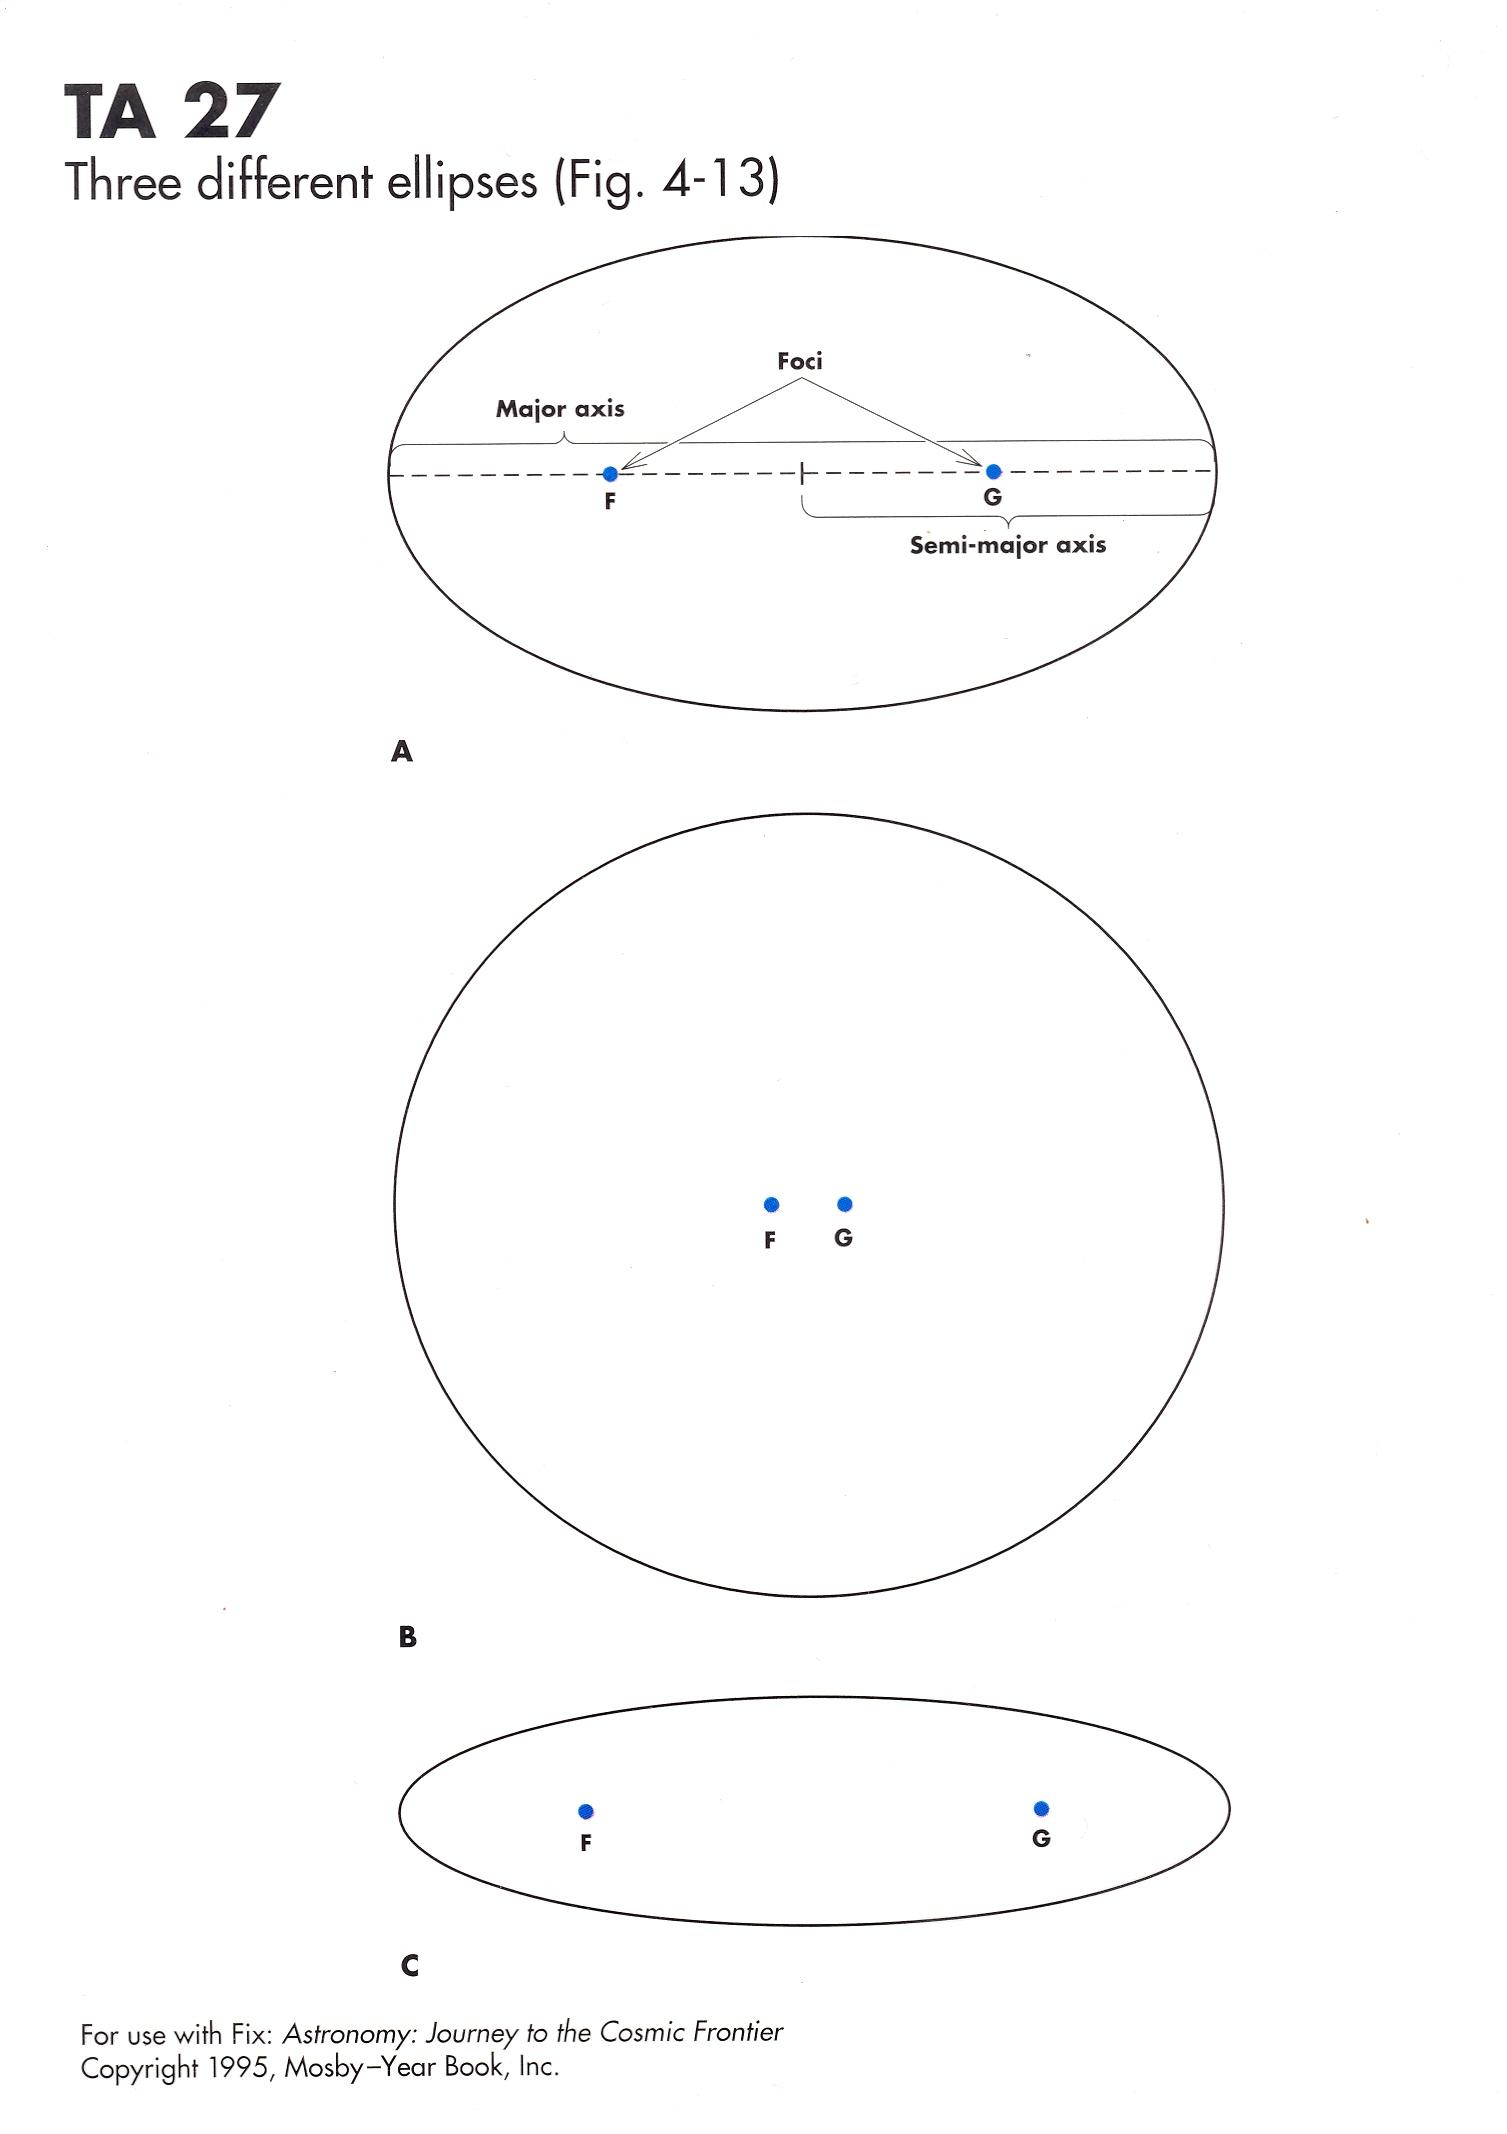 TA 27
Three different ellipses (Fig. 4-13)
Foci
Major axis
F
G
Semi-major axis
A
F
G
B
F
G
C
For use with Fix: Astronomy: Journey to the Cosmic Frontier
Copyright 1995, Mosby–Year Book, Inc.